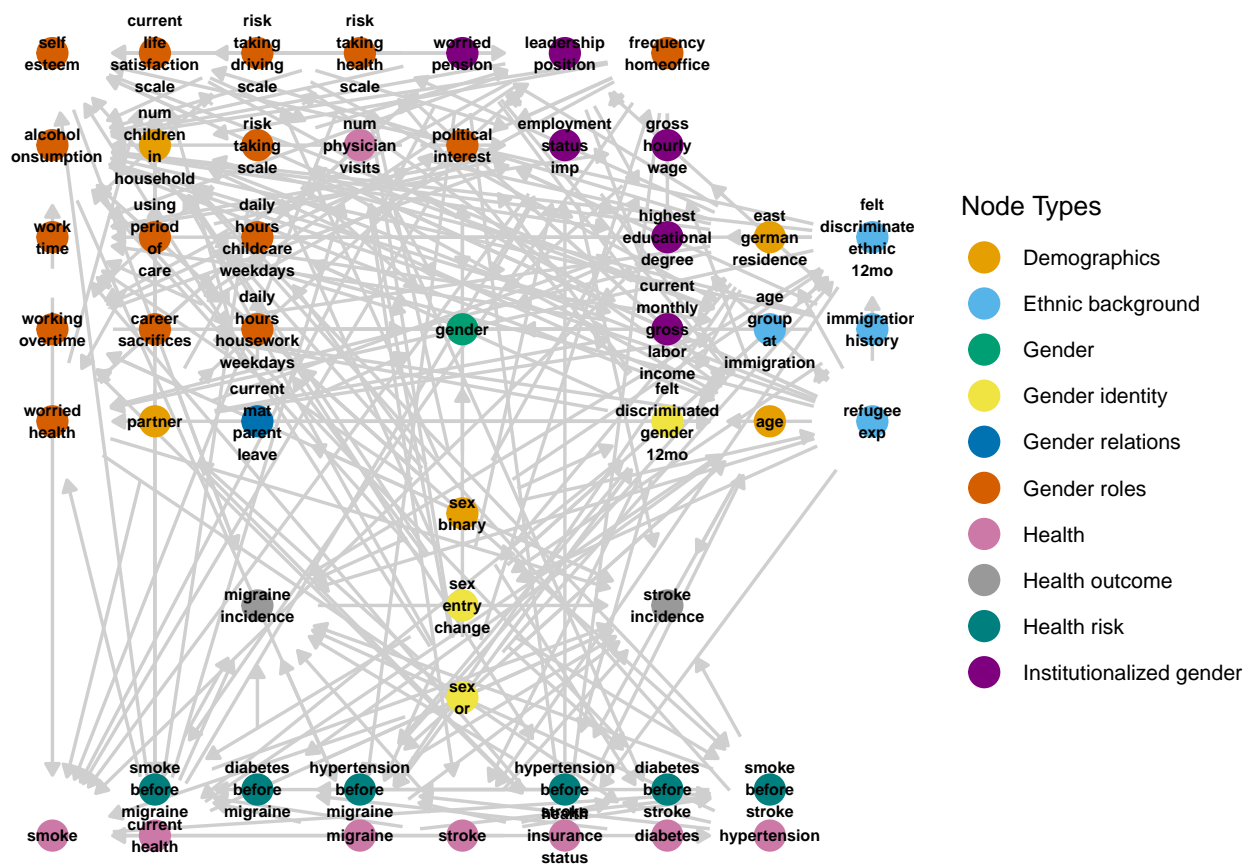 self
esteem
current
life
satisfaction
scale
risk
taking
driving
scale
risk
taking
health
scale
worried
pension
leadership
position
frequency
homeoffice
alcohol
onsumption
num
children
in
household
risk
taking
scale
num
physician
visits
political
interest
employment
status
imp
gross
hourly
wage
work
time
using
period
of
care
daily
hours
childcare
weekdays
highest
educational
degree
east
german
residence
felt
discriminate
ethnic
12mo
working
overtime
career
sacrifices
daily
hours
housework
weekdays
gender
current
monthly
gross
labor
income
age
group
at
immigration
immigration
history
worried
health
partner
current
mat
parent
leave
felt
discriminated
gender
12mo
age
refugee
exp
sex
binary
migraine
incidence
sex
entry
change
stroke
incidence
sex
or
smoke
before
migraine
diabetes
before
migraine
hypertension
before
migraine
hypertension
before
stroke
diabetes
before
stroke
smoke
before
stroke
smoke
current
health
migraine
stroke
health
insurance
status
diabetes
hypertension
Node Types
Demographics
Ethnic background
Gender
Gender identity
Gender relations
Gender roles
Health
Health outcome
Health risk
Institutionalized gender